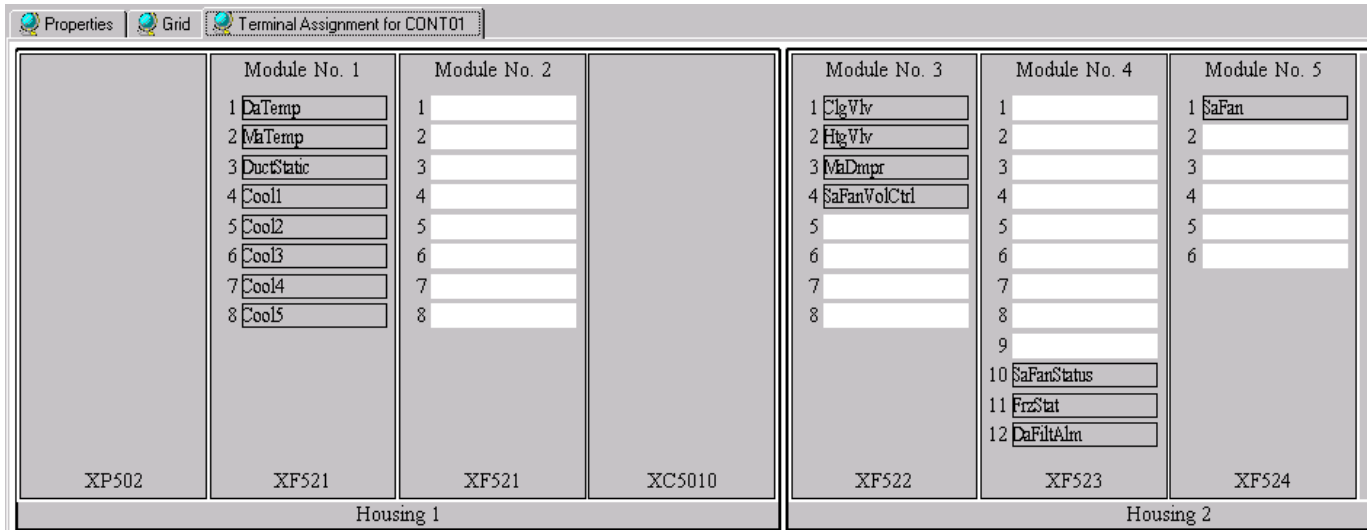 Properties Grid Terminal Assignment for CONT01
Module No. 1 Module No. 2 Module No. 3 Module No. 4 Module No. 5
1 DaTemp 1 1 ClgVlv 1 1 SaFan
2 MaTemp 2 2 HtgVlv 2 2
3 DuctStatic 3 3 MaDmpr 3 3
4 Cool1 4 4 SaFanVolCtrl 4 4
5 Cool2 5 5 5 5
6 Cool3 6 6 6 6
7 Cool4 7 7 7
8 Cool5 8 8 8
9
10 SaFanStatus
11 FrzStat
12 DaFiltAlm
XP502 XF521 XF521 XC5010 XF522 XF523 XF524
Housing 1 Housing 2